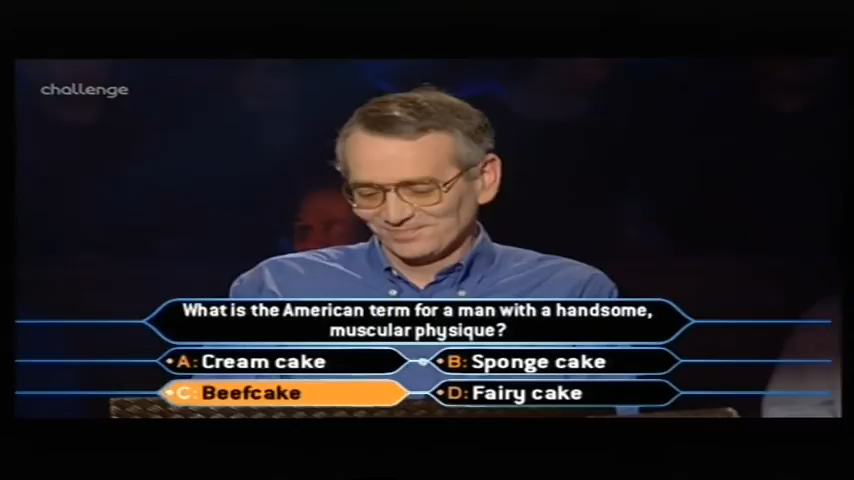 challenge
What is the American term for a man with a handsome,
muscular physique?
A: Cream cake
B: Sponge cake
C: Beefcake
D: Fairy cake